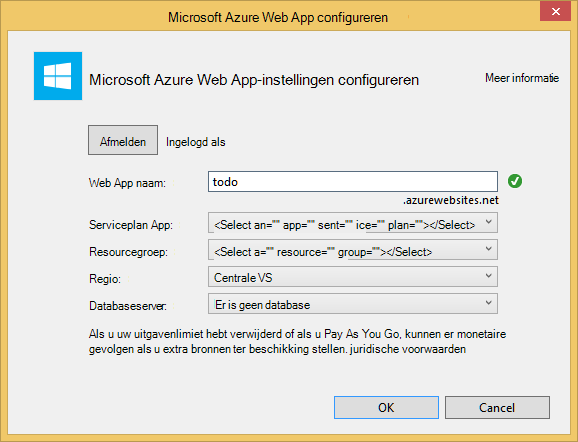 Microsoft Azure Web App configureren
Microsoft Azure Web App-instellingen configureren
Meer informatie
Afmelden
Ingelogd als
Web App naam:
todo
.azurewebsites.net
Serviceplan App:
<Select an="" app="" sent="" ice="" plan=""></Select>
Resourcegroep:
<Select a="" resource="" group=""></Select>
Regio:
Centrale VS
Databaseserver:
Er is geen database
Als u uw uitgavenlimiet hebt verwijderd of als u Pay As You Go, kunnen er monetaire
gevolgen als u extra bronnen ter beschikking stellen. juridische voorwaarden
OK
Cancel